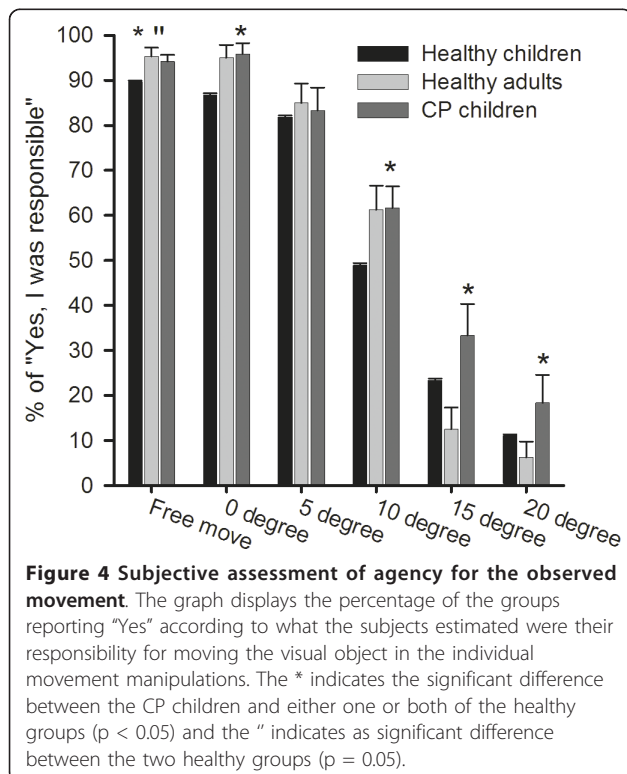 100
90
80
70
60
50
40
30
20
10
0
% of "Yes, I was responsible"
* "
*
*
*
*
Healthy children
Healthy adults
CP children
Free move
0 degree
5 degree
10 degree
15 degree
20 degree
Figure 4 Subjective assessment of agency for the observed
movement. The graph displays the percentage of the groups
reporting “Yes” according to what the subjects estimated were their
responsibility for moving the visual object in the individual
movement manipulations. The * indicates the significant difference
between the CP children and either one or both of the healthy
groups (p < 0.05) and the ” indicates as significant difference
between the two healthy groups (p = 0.05).